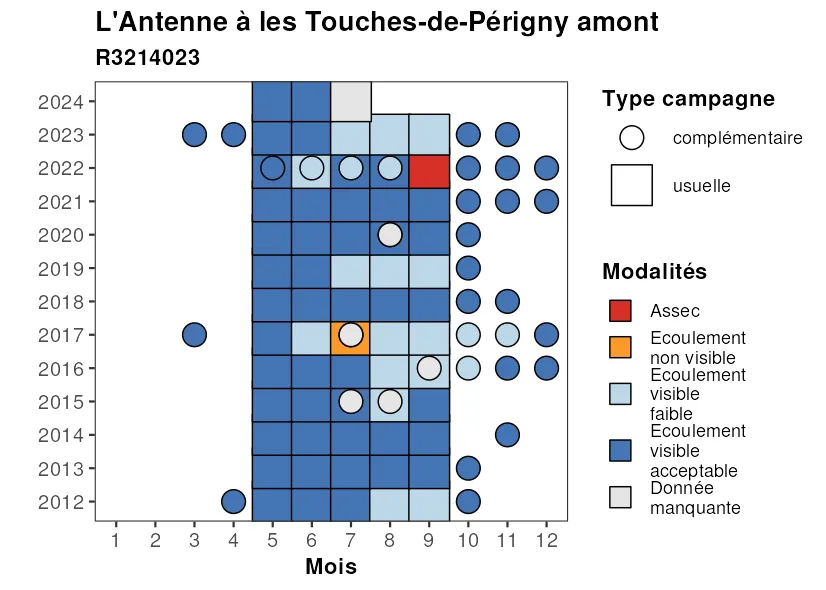 L'Antenne à les Touches-de-Périgny amont
R3214023
2024
2023
2022
2021
2020
2019
2018
2017
2016
2015
2014
2013
2012
1 2 3 4 5 6 7 8 9 10 11 12
Mois
Type campagne
complémentaire
usuelle
Modalités
Assec
Ecoulement
non visible
Ecoulement
visible
faible
Ecoulement
visible
acceptable
Donnée
manquante